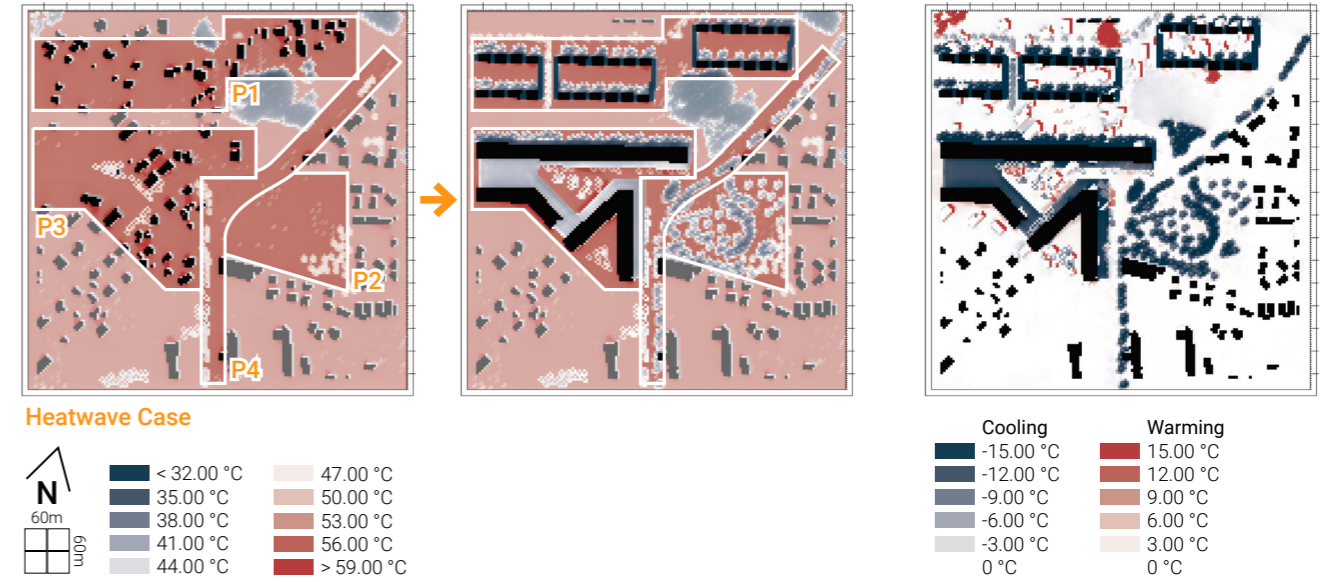 P1
P3
P2
P4
Heatwave Case
N
60m
60m
< 32.00 °C
35.00 °C
38.00 °C
41.00 °C
44.00 °C
47.00 °C
50.00 °C
53.00 °C
56.00 °C
> 59.00 °C
Cooling
-15.00 °C
-12.00 °C
-9.00 °C
-6.00 °C
-3.00 °C
0 °C
Warming
15.00 °C
12.00 °C
9.00 °C
6.00 °C
3.00 °C
0 °C